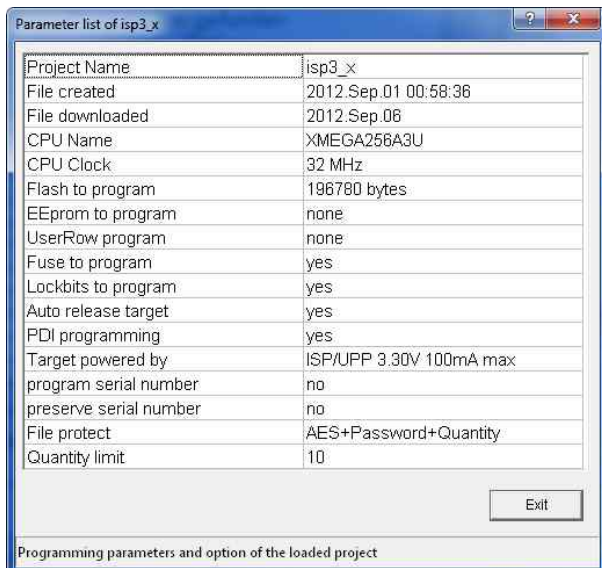 Parameter list of isp3_x
Project Name isp3_x
File created 2012.Sep.01 00:58:36
File downloaded 2012.Sep.06
CPU Name XMEGA256A3U
CPU Clock 32 MHz
Flash to program 196780 bytes
EEprom to program none
UserRow program none
Fuse to program yes
Lockbits to program yes
Auto release target yes
PDI programming yes
Target powered by ISP/UPP 3.30V 100mA max
program serial number no
preserve serial number no
File protect AES+Password+Quantity
Quantity limit 10
Exit
Programming parameters and option of the loaded project